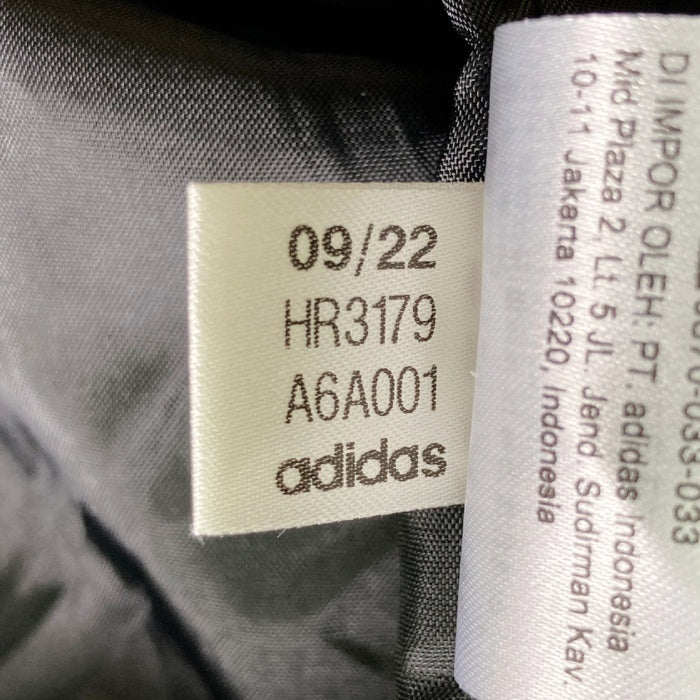 09/22
HR3179
A6A001
adidas
DI IMPOR OLEH: PT adidas Indonesia
Mid Plaza 2, Lt. 5 JL. Jend. Sudirman Kav.
10-11 Jakarta 10220, Indonesia